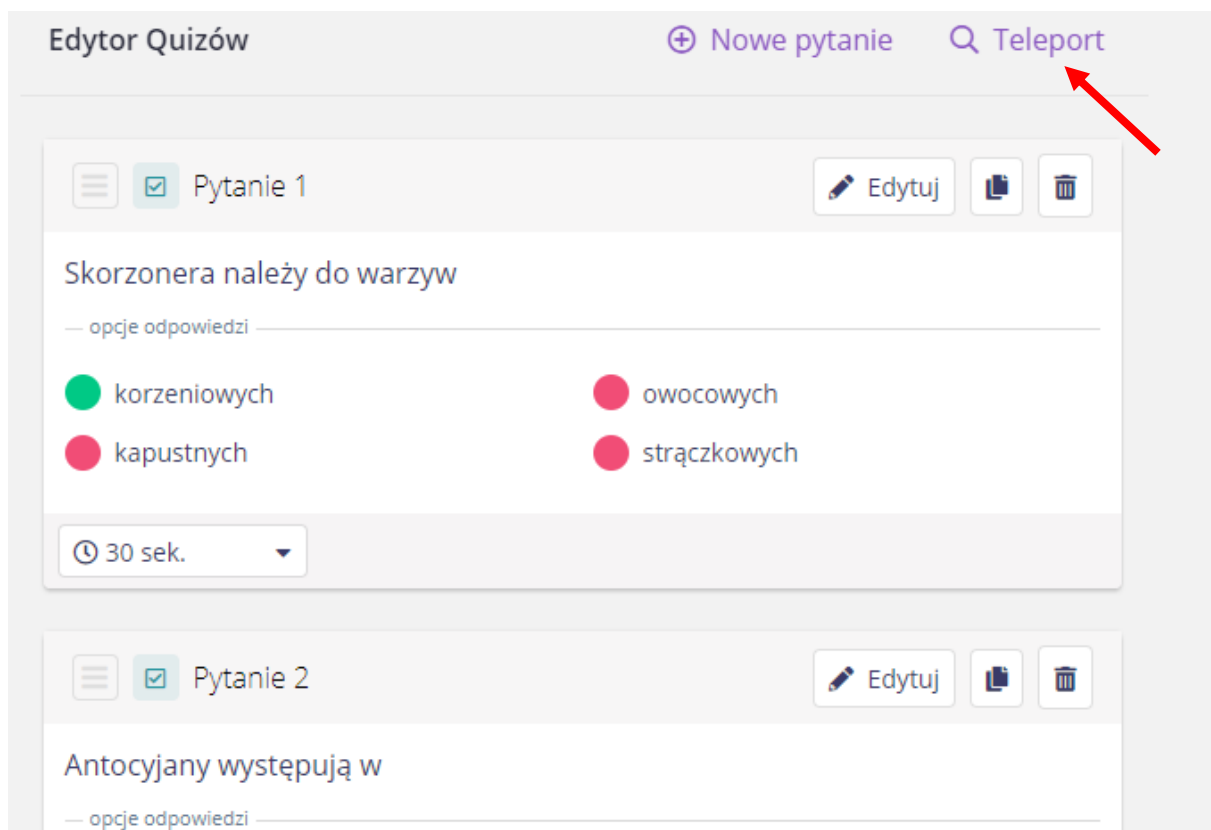 Edytor Quizów Nowe pytanie Teleport
Pytanie 1 Edytuj
Skorzonera należy do warzyw
opcje odpowiedzi
korzeniowych owocowych
kapustnych strączkowych
30 sek.
Pytanie 2 Edytuj
Antocyjany występują w
opcje odpowiedzi